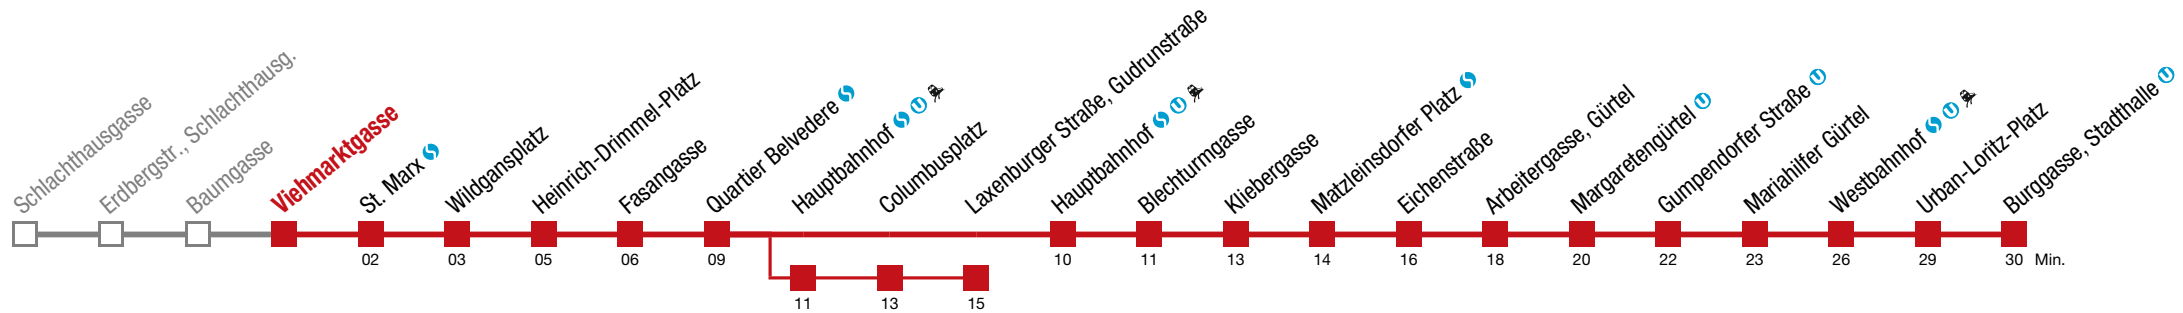 Schlachthausgasse
Erdbergstr., Schlachthausg.
Baumgasse
Viehmarktgasse
St. Marx
Wildgansplatz
Heinrich-Drimmel-Platz
Fasangasse
Quartier Belvedere
Hauptbahnhof
Columbusplatz
Laxenburger Straße, Gudrunstraße
Hauptbahnhof
Blechturmgasse
Kliebergasse
Matzleinsdorfer Platz
Eichenstraße
Arbeitergasse, Gürtel
Margaretengürtel
Gumpendorfer Straße
Mariahilfer Gürtel
Westbahnhof
Urban-Loritz-Platz
Burggasse, Stadthalle
02 03 05 06 09 10 11 13 14 16 18 20 22 23 26 29 30 Min.
11 13 15